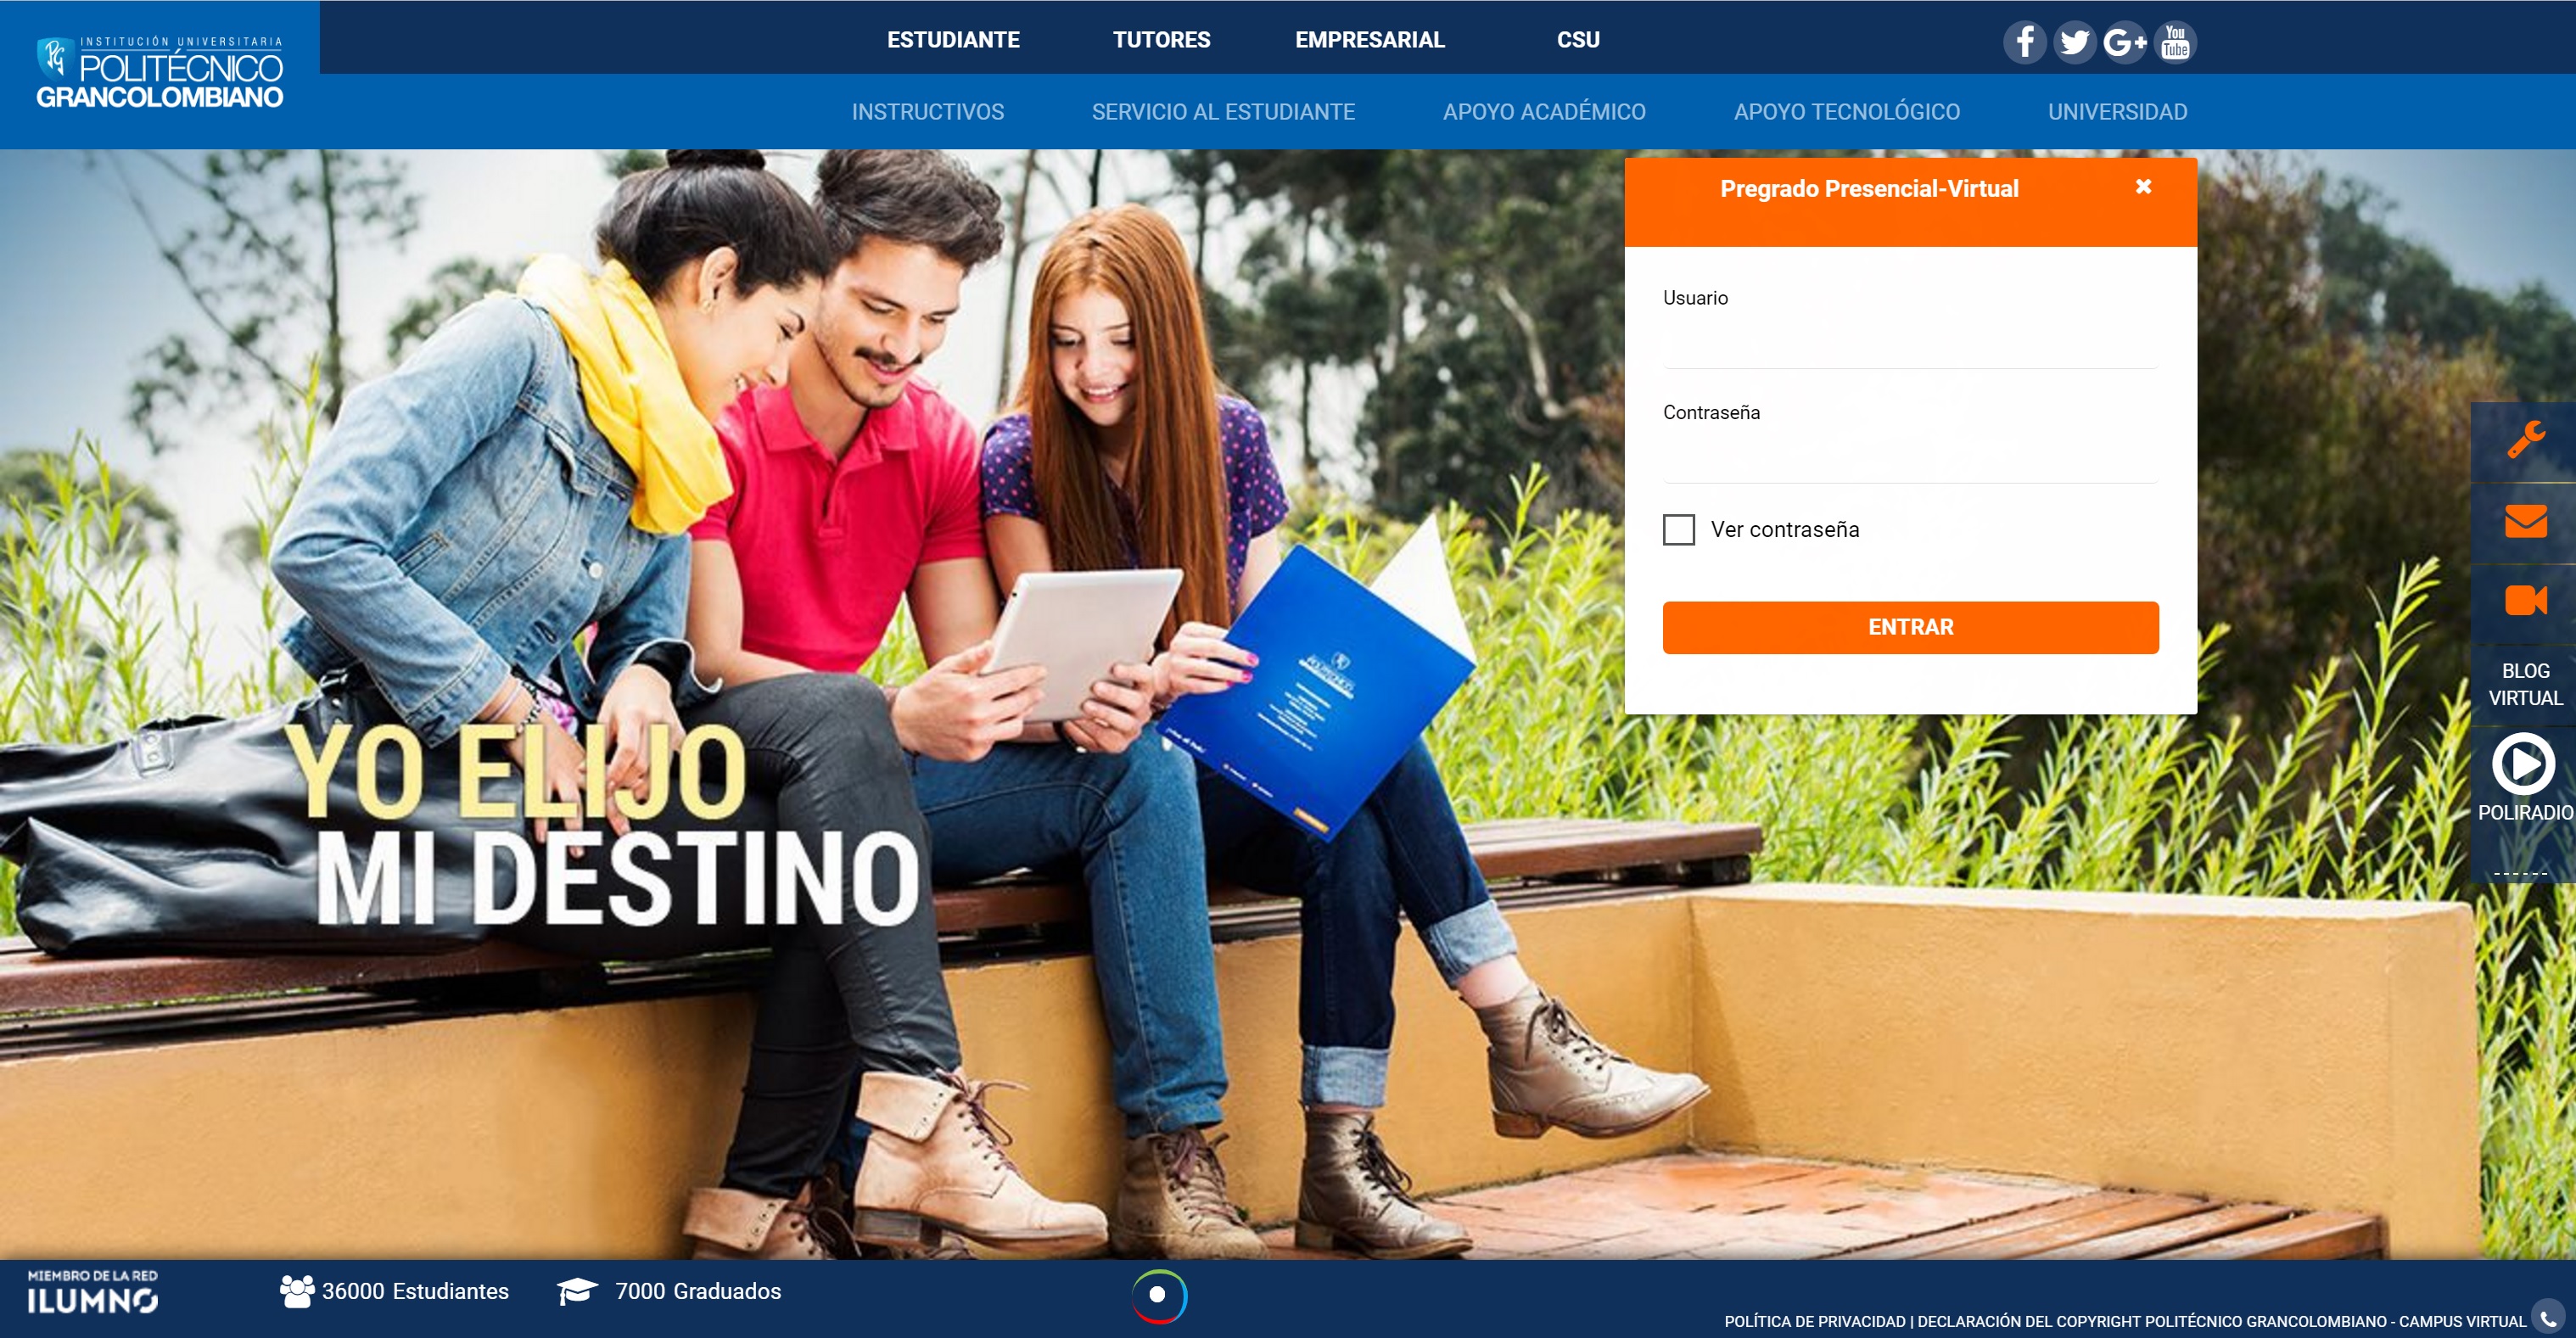 INSTITUCIÓN UNIVERSITARIA
POLITÉCNICO
GRANCOLOMBIANO
ESTUDIANTE
TUTORES
EMPRESARIAL
CSU
You
Tube
INSTRUCTIVOS
SERVICIO AL ESTUDIANTE
APOYO ACADÉMICO
APOYO TECNOLÓGICO
UNIVERSIDAD
Pregrado Presencial-Virtual
Usuario
Contraseña
Ver contraseña
ENTRAR
BLOG
VIRTUAL
POLIRADIO
YO ELIJO
MI DESTINO
POLITÉCNICO
MIEMBRO DE LA RED
ILUMNO
36000 Estudiantes
7000 Graduados
POLÍTICA DE PRIVACIDAD | DECLARACIÓN DEL COPYRIGHT POLITÉCNICO GRANCOLOMBIANO - CAMPUS VIRTUAL